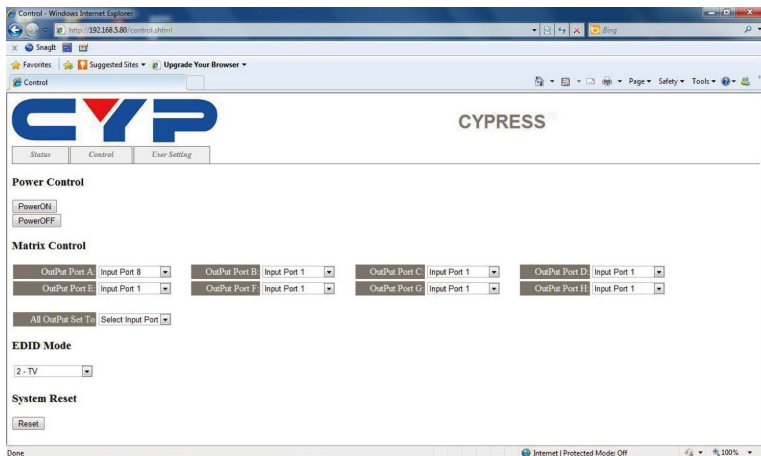 Control - Windows Internet Explorer
http://192.168.5.80/control.shtml
Bing
x SnagIt
Favorites Suggested Sites Upgrade Your Browser
Control Page Safety Tools
CYP
CYPRESS
Status Control User Setting
Power Control
PowerON
PowerOFF
Matrix Control
OutPut Port A: Input Port 8 OutPut Port B: Input Port 1 OutPut Port C: Input Port 1 OutPut Port D: Input Port 1
OutPut Port E: Input Port 1 OutPut Port F: Input Port 1 OutPut Port G: Input Port 1 OutPut Port H: Input Port 1
All OutPut Set To Select Input Port
EDID Mode
2 - TV
System Reset
Reset
Done Internet | Protected Mode: Off 100%